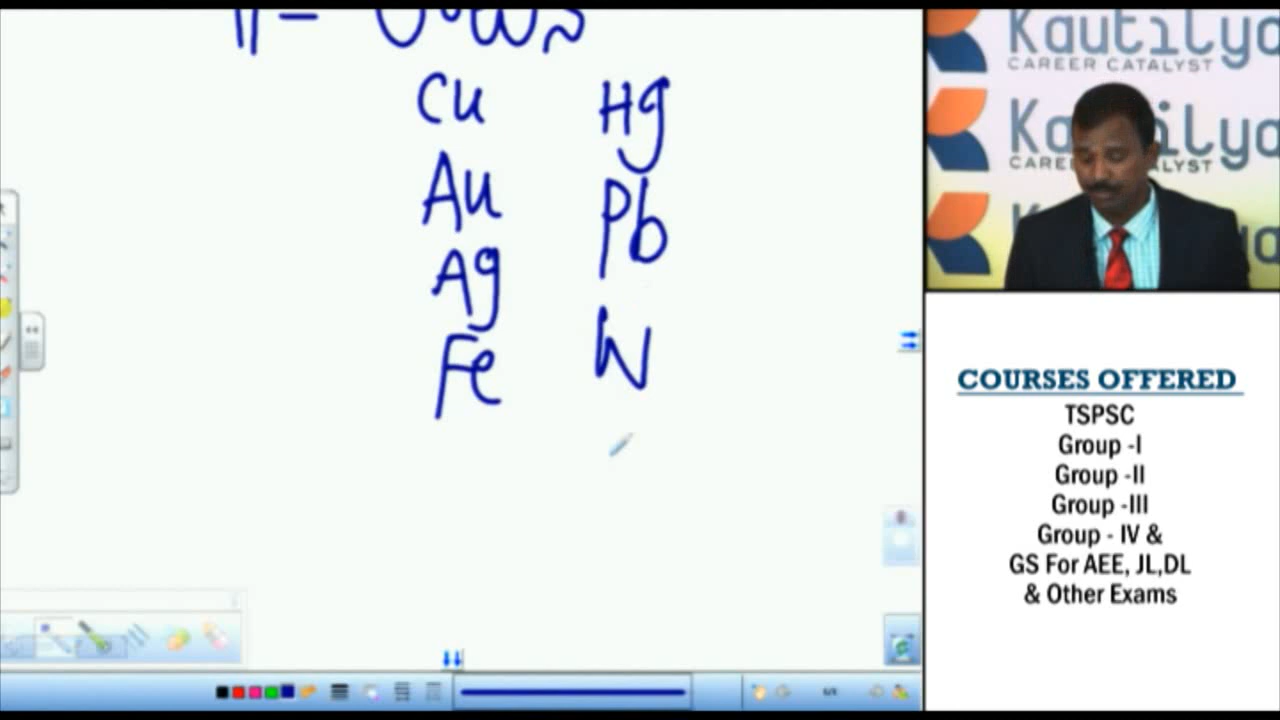 Cu Hg
Au Pb
Ag
Fe W
Kautilya
CAREER CATALYST
Kautilya
CAREER CATALYST
COURSES OFFERED
TSPSC
Group -I
Group -II
Group -III
Group - IV &
GS For AEE, JL,DL
& Other Exams